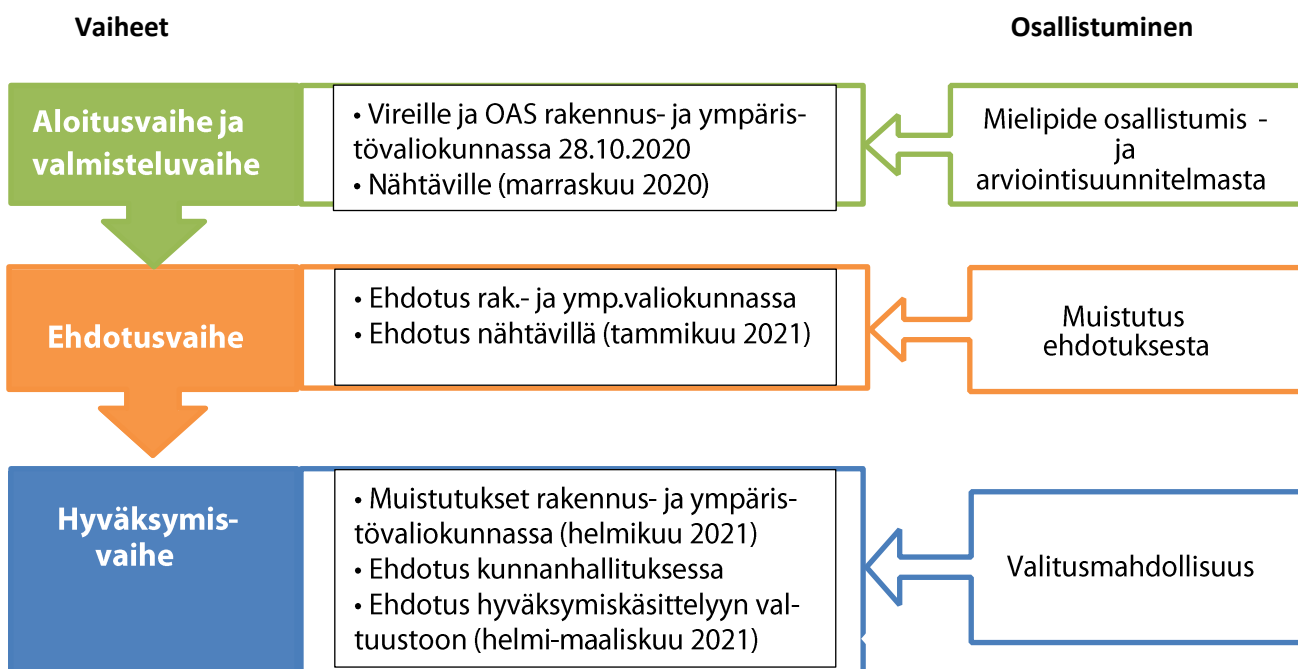 Vaiheet
Osallistuminen
Aloitusvaihe ja
valmisteluvaihe
• Vireille ja OAS rakennus- ja ympäris-
tövaliokunnassa 28.10.2020
• Nähtäville (marraskuu 2020)
Mielipide osallistumis -
ja
arviointisuunnitelmasta
Ehdotusvaihe
• Ehdotus rak.- ja ymp.valiokunnassa
• Ehdotus nähtävillä (tammikuu 2021)
Muistutus
ehdotuksesta
Hyväksymis-
vaihe
• Muistutukset rakennus- ja ympäris-
tövaliokunnassa (helmikuu 2021)
• Ehdotus kunnanhallituksessa
• Ehdotus hyväksymiskäsittelyyn val-
tuustoon (helmi-maaliskuu 2021)
Valitusmahdollisuus